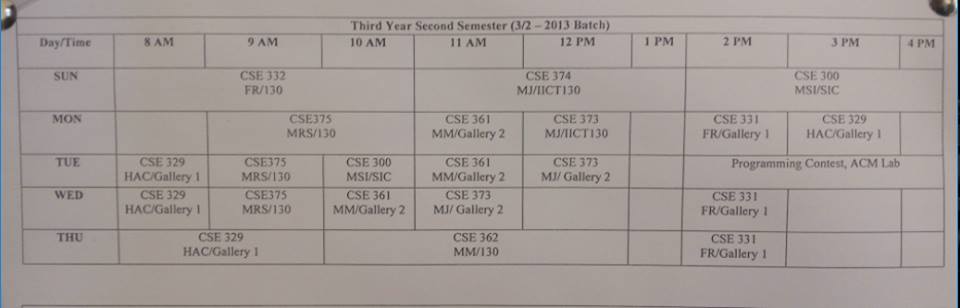 Third Year Second Semester (3/2 – 2013 Batch)
Day/Time 8 AM 9 AM 10 AM 11 AM 12 PM 1 PM 2 PM 3 PM 4 PM
SUN CSE 332 CSE 374 CSE 300
FR/130 MJ/IICT130 MSI/SIC
MON CSE375 CSE 361 CSE 373 CSE 331 CSE 329
MRS/130 MM/Gallery 2 MJ/IICT130 FR/Gallery 1 HAC/Gallery 1
TUE CSE 329 CSE375 CSE 300 CSE 361 CSE 373 Programming Contest, ACM Lab
HAC/Gallery 1 MRS/130 MSI/SIC MM/Gallery 2 MJ/ Gallery 2
WED CSE 329 CSE375 CSE 361 CSE 373 CSE 331
HAC/Gallery 1 MRS/130 MM/Gallery 2 MJ/ Gallery 2 FR/Gallery 1
THU CSE 329 CSE 362 CSE 331
HAC/Gallery 1 MM/130 FR/Gallery 1